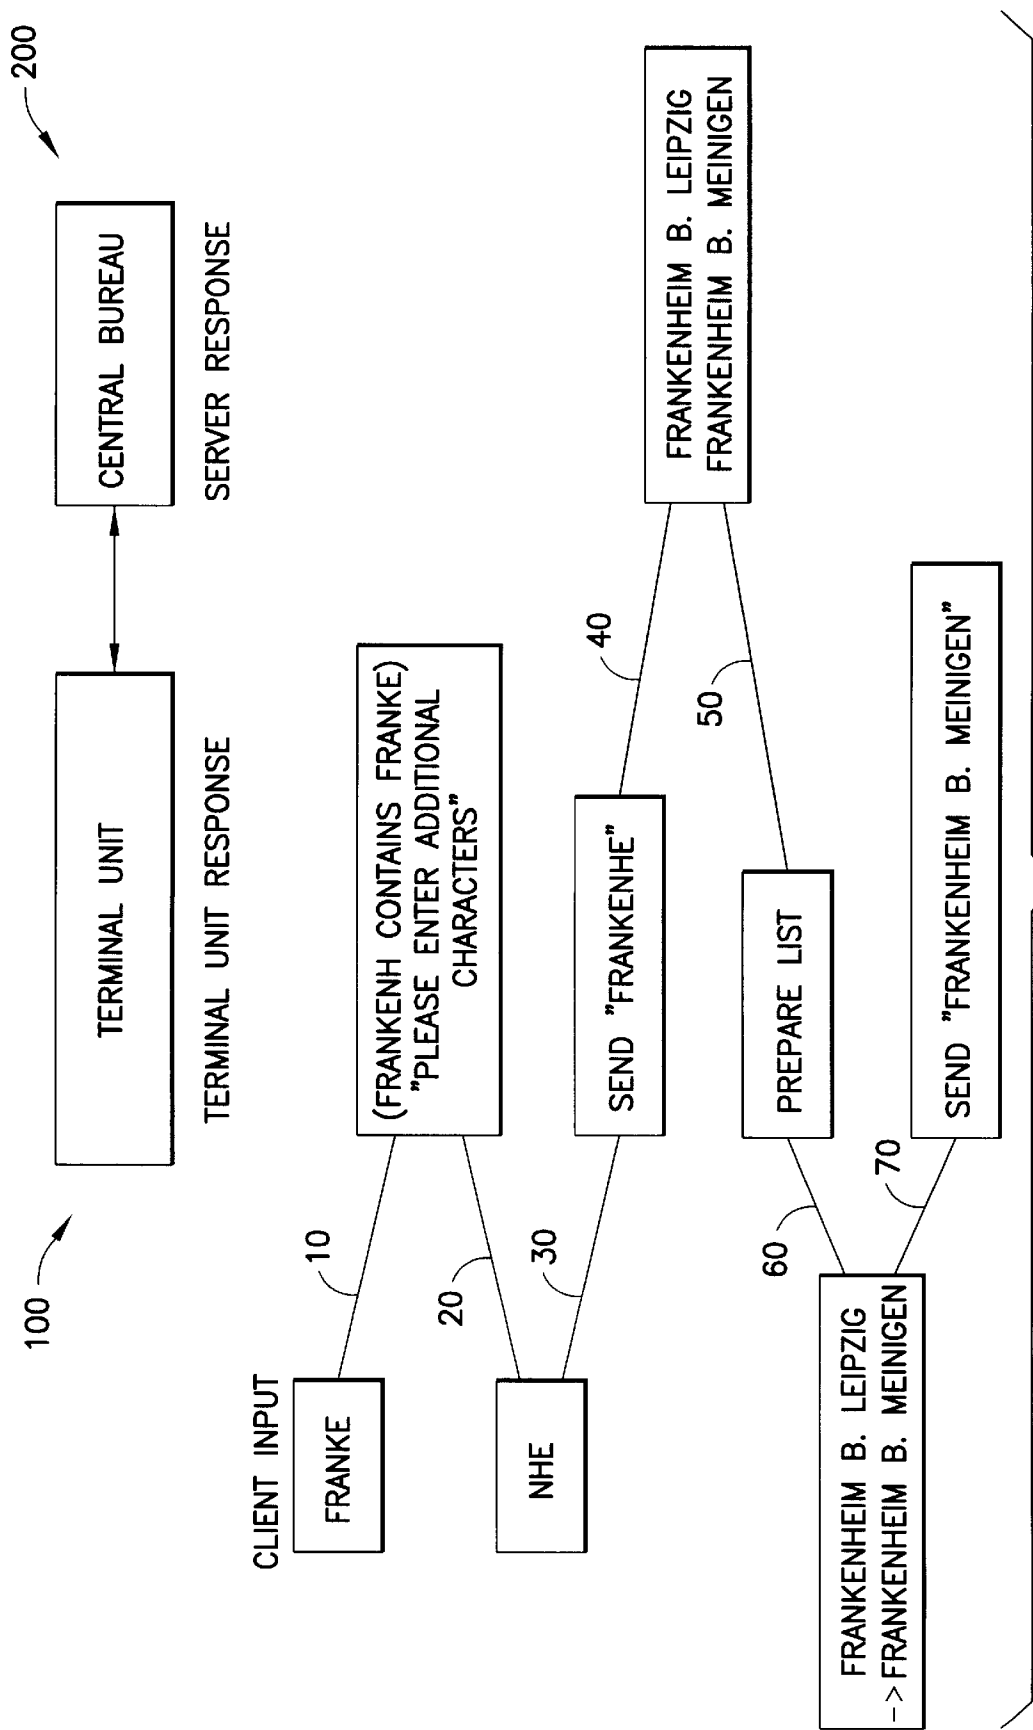 100
200
TERMINAL UNIT
CENTRAL BUREAU
CLIENT INPUT
TERMINAL UNIT RESPONSE
SERVER RESPONSE
FRANKE
10
(FRANKENH CONTAINS FRANKE)
"PLEASE ENTER ADDITIONAL
CHARACTERS"
20
NHE
30
SEND "FRANKENHE"
40
FRANKENHEIM B. LEIPZIG
FRANKENHEIM B. MEINIGEN
50
PREPARE LIST
60
FRANKENHEIM B. LEIPZIG
->FRANKENHEIM B. MEINIGEN
70
SEND "FRANKENHEIM B. MEINIGEN"